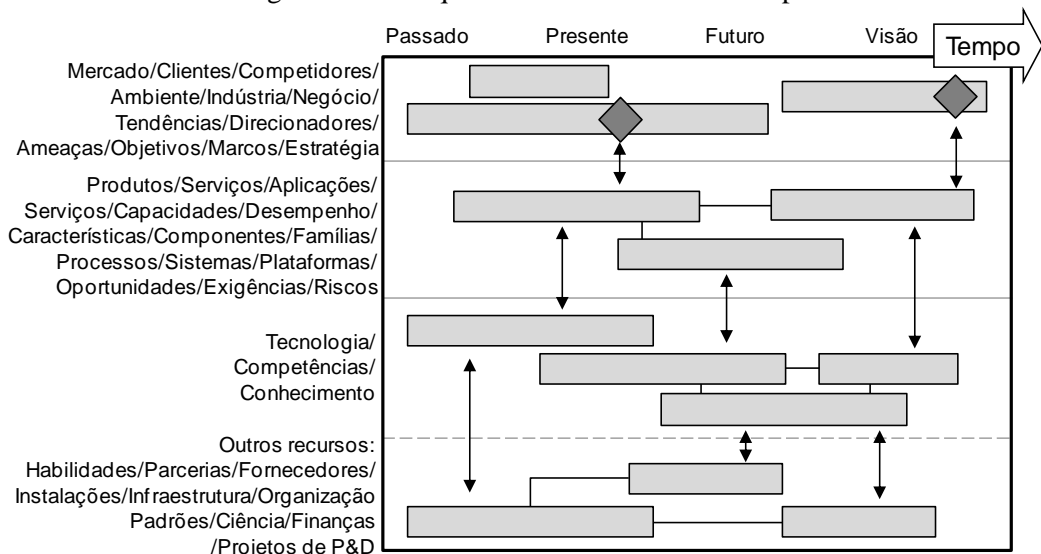 Passado Presente Futuro Visão
Tempo
Mercado/Clientes/Competidores/
Ambiente/Indústria/Negócio/
Tendências/Direcionadores/
Ameaças/Objetivos/Marcos/Estratégia
Produtos/Serviços/Aplicações/
Serviços/Capacidades/Desempenho/
Características/Componentes/Famílias/
Processos/Sistemas/Plataformas/
Oportunidades/Exigências/Riscos
Tecnologia/
Competências/
Conhecimento
Outros recursos:
Habilidades/Parcerias/Fornecedores/
Instalações/Infraestrutura/Organização
Padrões/Ciência/Finanças
/Projetos de P&D